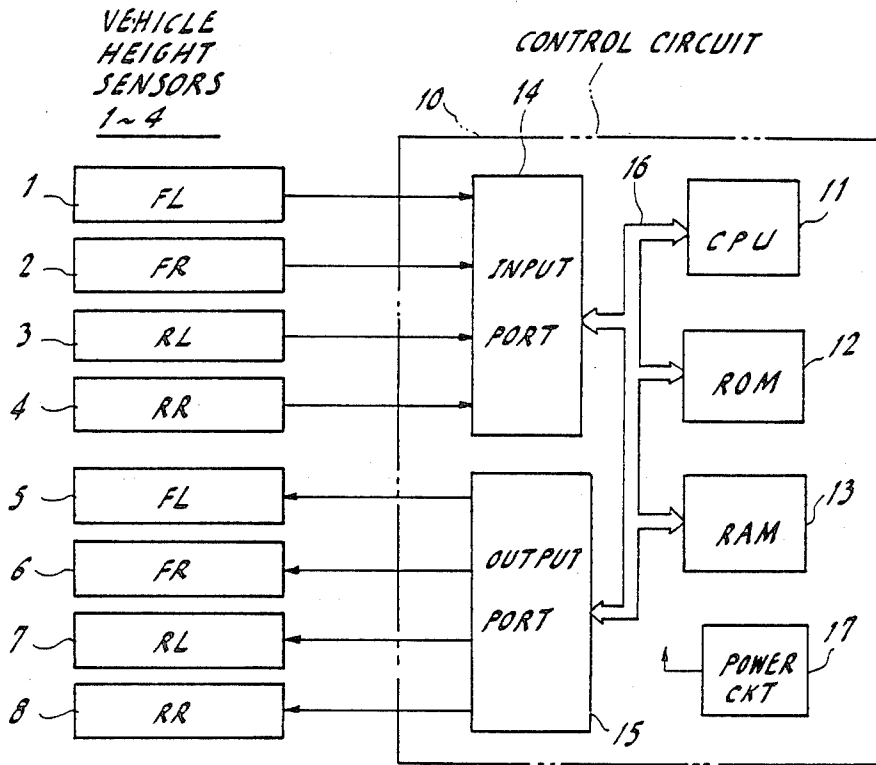 VEHICLE
HEIGHT
SENSORS
1~4
CONTROL CIRCUIT
10
14
1
FL
2
FR
3
RL
4
RR
INPUT
PORT
16
CPU
11
ROM
12
RAM
13
5
FL
6
FR
7
RL
8
RR
OUTPUT
PORT
15
POWER
CKT
17